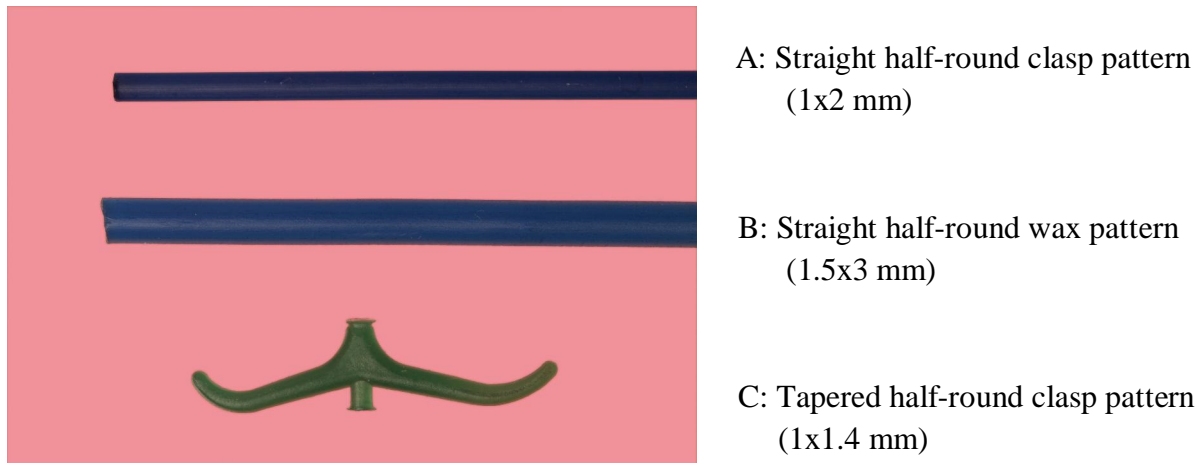 A: Straight half-round clasp pattern
(1x2 mm)
B: Straight half-round wax pattern
(1.5x3 mm)
C: Tapered half-round clasp pattern
(1x1.4 mm)